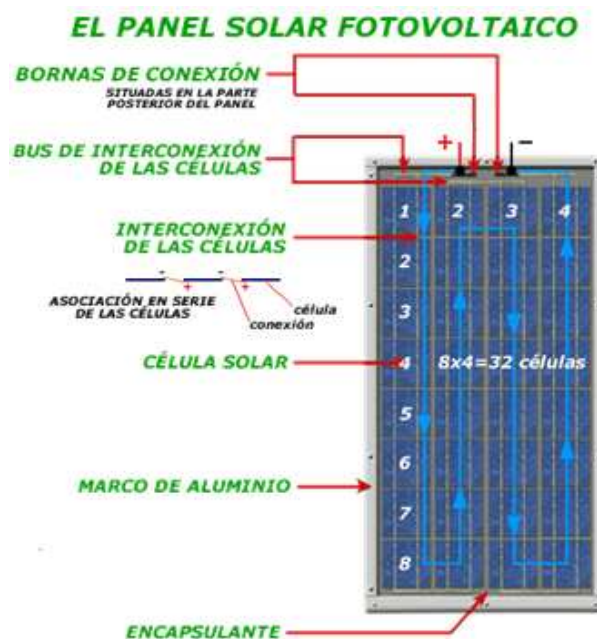 EL PANEL SOLAR FOTOVOLTAICO
BORNAS DE CONEXIÓN
SITUADAS EN LA PARTE
POSTERIOR DEL PANEL
+ −
BUS DE INTERCONEXIÓN
DE LAS CÉLULAS
1 2 3 4
INTERCONEXIÓN
DE LAS CÉLULAS
2
- -
+ +
ASOCIACIÓN EN SERIE
DE LAS CÉLULAS
célula
conexión
3
CÉLULA SOLAR
4 8x4=32 células
5
6
MARCO DE ALUMINIO
7
8
ENCAPSULANTE